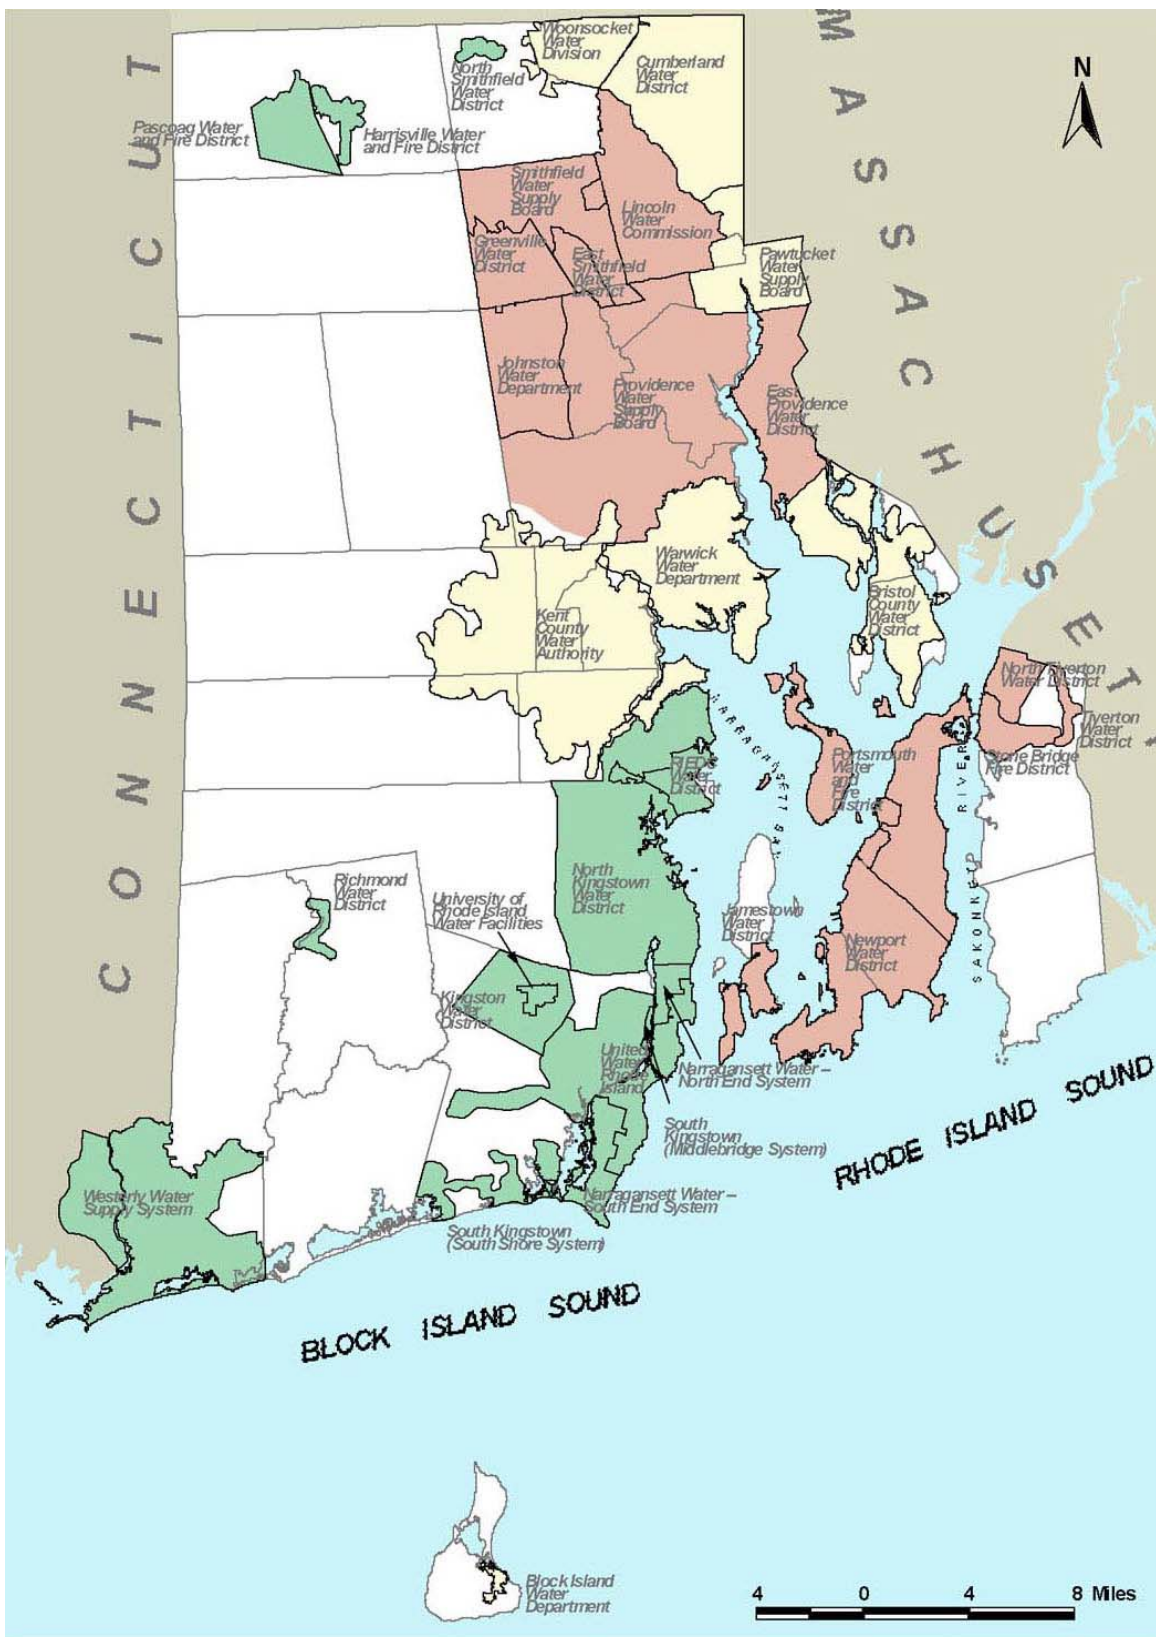 CONNECTICUT
MASSACHUSETT
N
Woonsocket
Water
Division
Cumberland
Water
District
North
Smithfield
Water
District
Pascoag Water
and Fire District
Harrisville Water
and Fire District
Smithfield
Water
Supply
Board
Lincoln
Water
Commission
Greenville
Water
District
East
Smithfield
Water
District
Pawtucket
Water
Supply
Board
Johnston
Water
Department
Providence
Water
Supply
Board
East
Providence
Water
District
Warwick
Water
Department
Kent
County
Water
Authority
Bristol
County
Water
District
North Tiverton
Water District
Tiverton
Water
District
Stone Bridge
Fire District
NARRAGANSETT BAY
Portsmouth
Water
and
Fire
District
SAKONNETP RIVER
Water
District
North
Kingstown
Water
District
Richmond
Water
District
University of
Rhode Island
Water Facilities
Jamestown
Water
District
Newport
Water
District
Kingston
Water
District
United
Water
Rhode
Island
Narragansett Water –
North End System
South
Kingstown
(Middlebridge System)
RHODE ISLAND SOUND
Westerly Water
Supply System
Narragansett Water –
South End System
South Kingstown
(South Shore System)
BLOCK ISLAND SOUND
Block Island
Water
Department
4 0 4 8 Miles